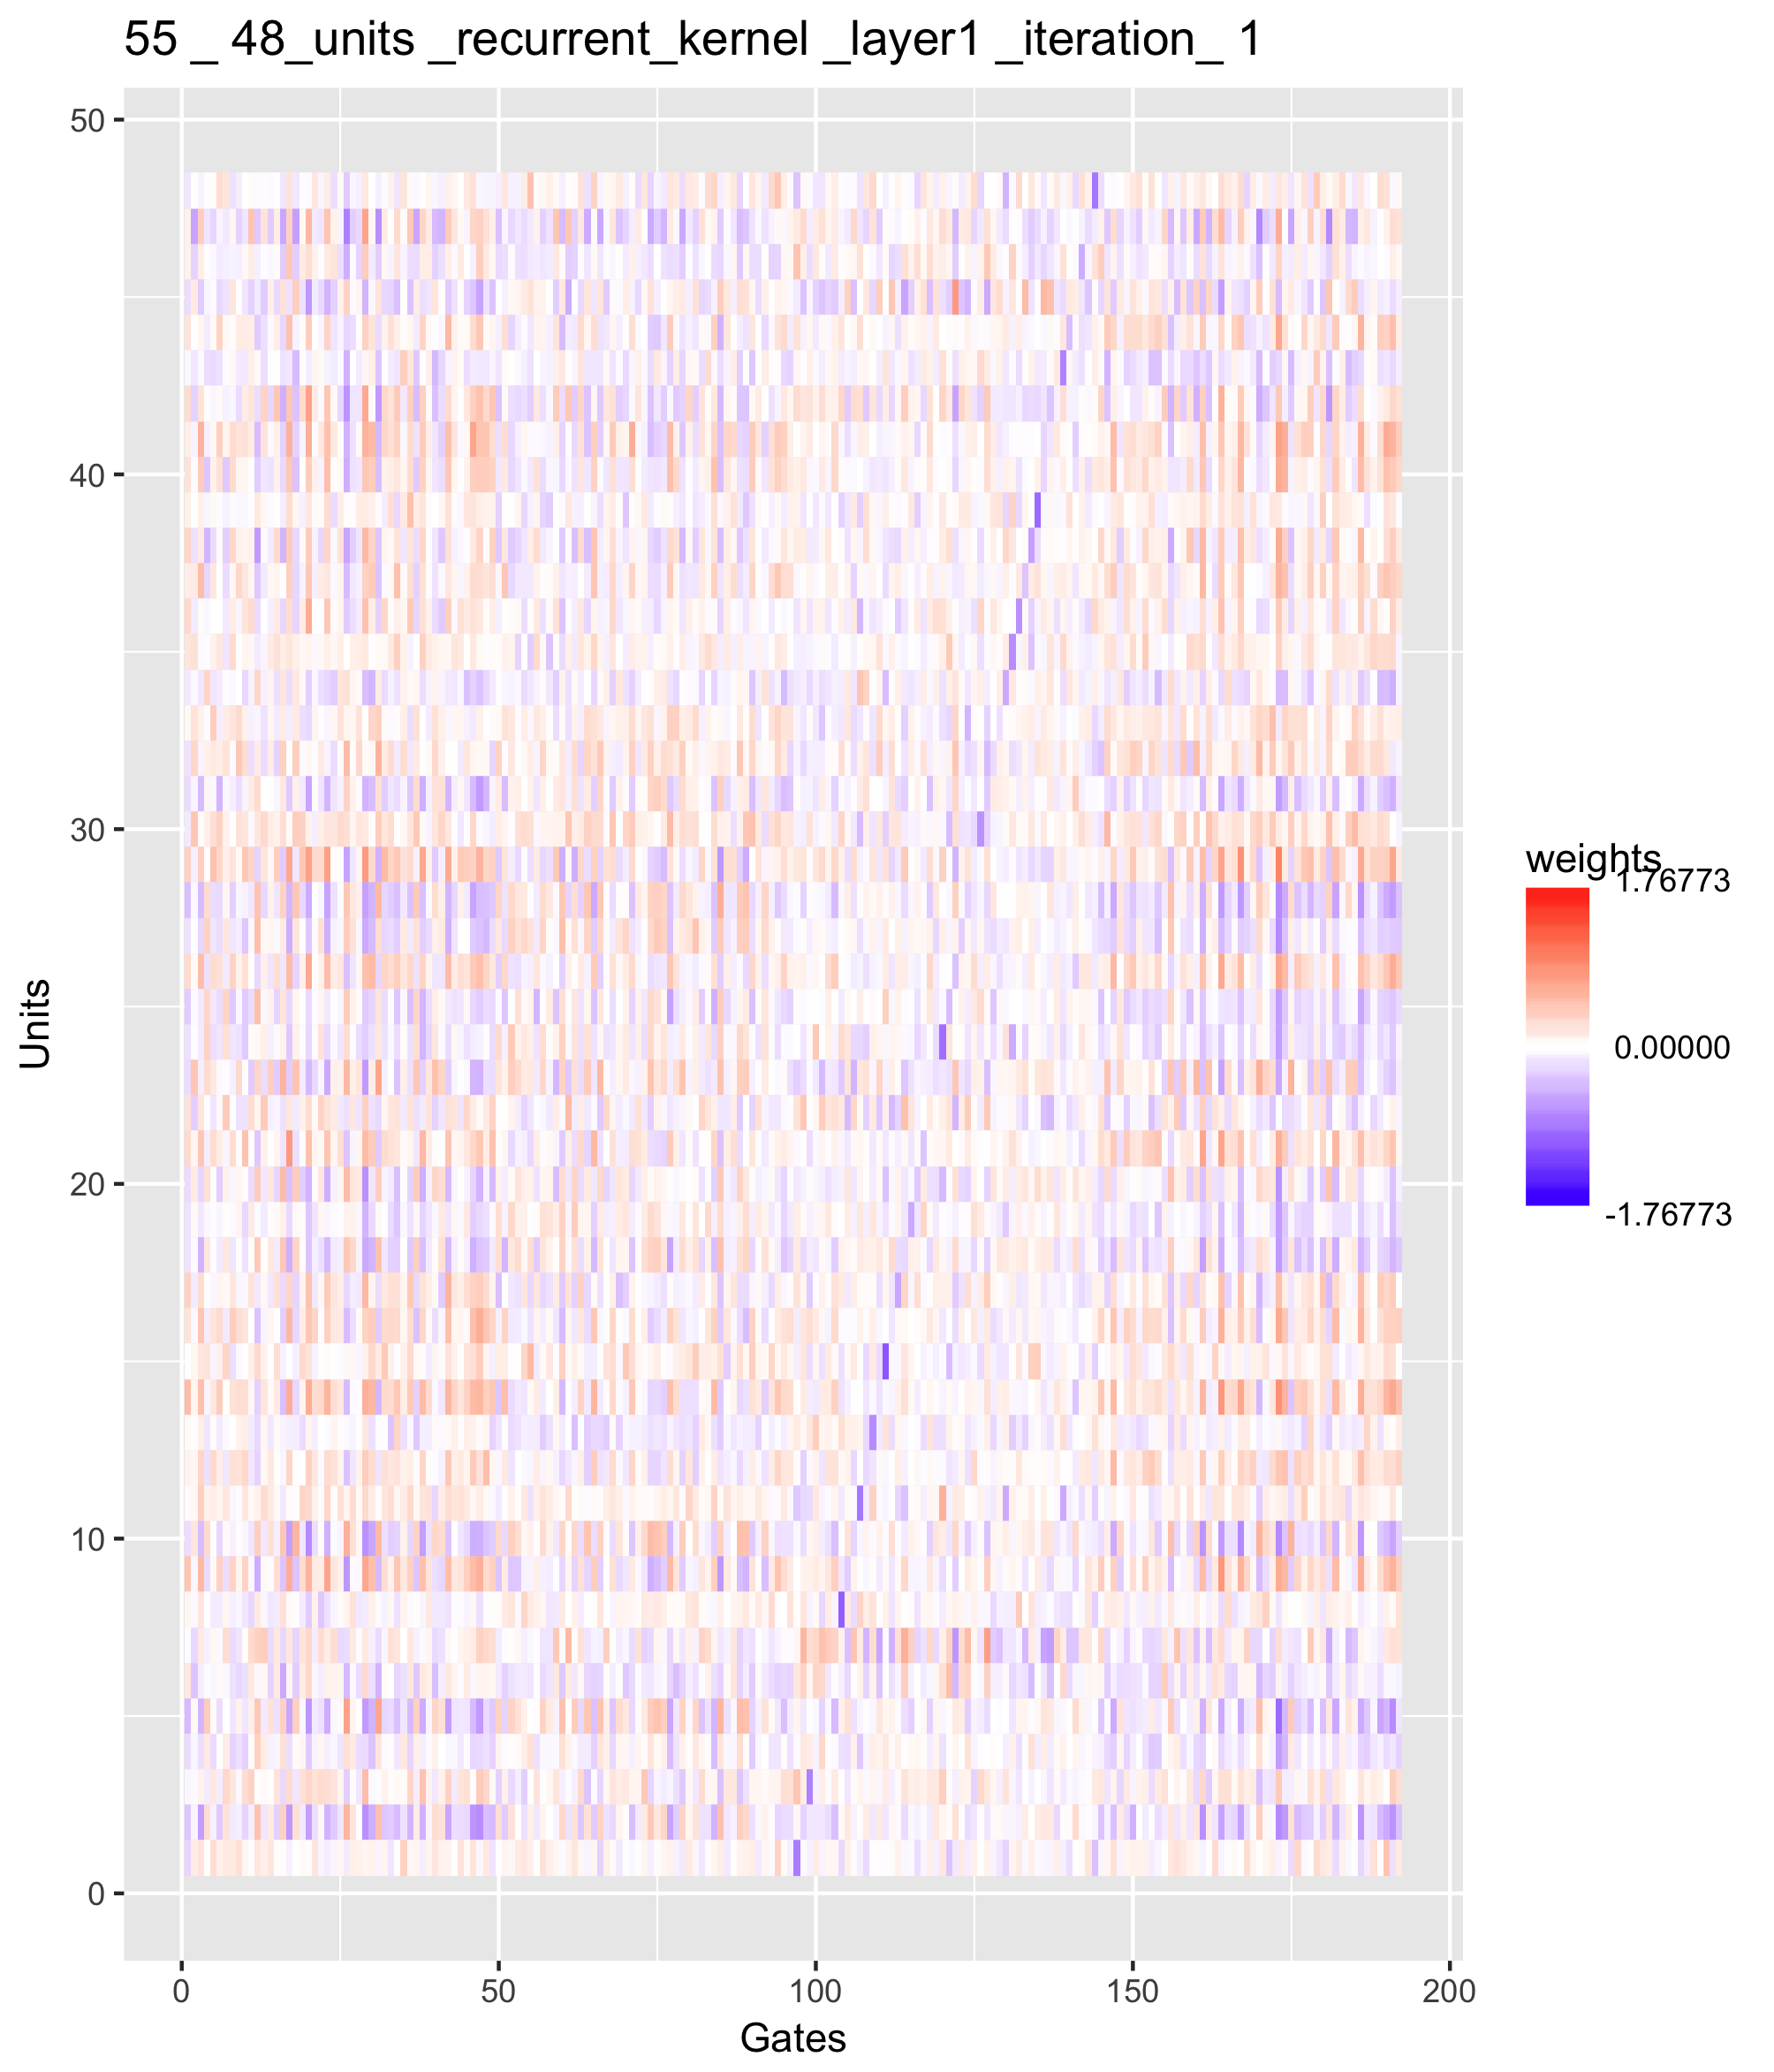 55 _ 48_units _recurrent_kernel _layer1 _iteration_ 1
50
40
30
20
10
0
Units
0 50 100 150 200
Gates
weights
1.76773
0.00000
-1.76773